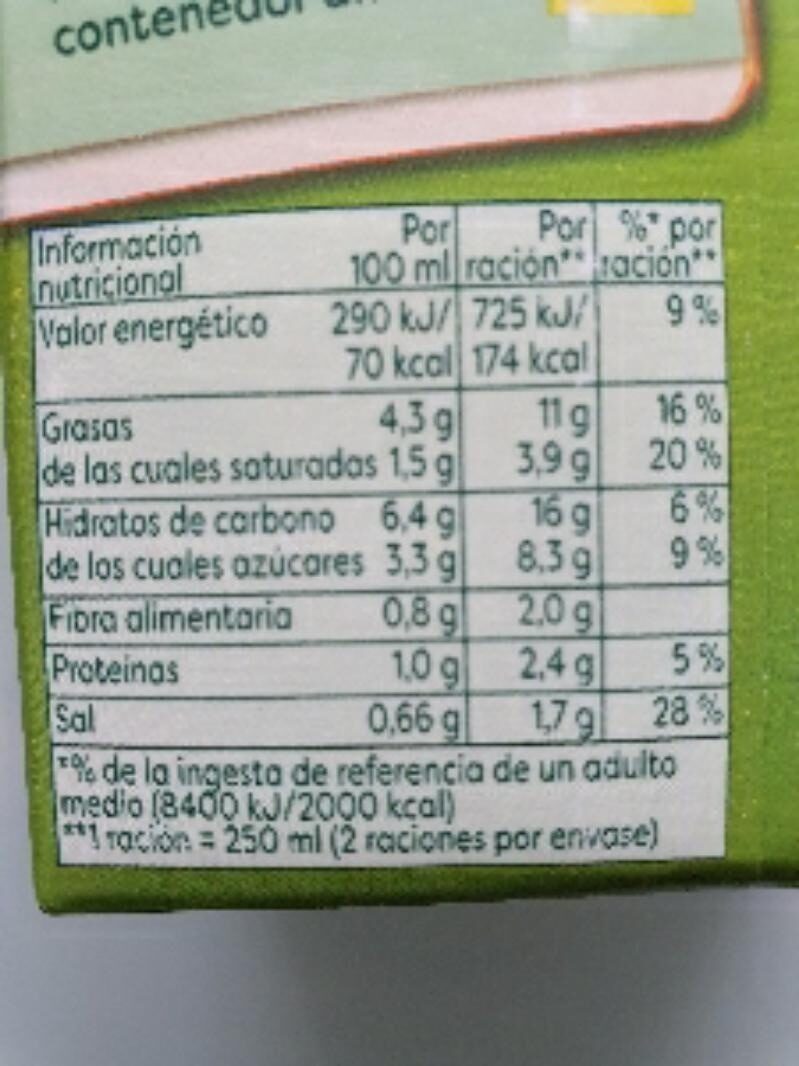 contenedor
Información nutricional Por 100 ml Por ración** %* por ración**
Valor energético 290 kJ/ 725 kJ/ 9 %
70 kcal 174 kcal
Grasas 4,3 g 11 g 16 %
de las cuales saturadas 1,5 g 3,9 g 20 %
Hidratos de carbono 6,4 g 16 g 6 %
de los cuales azúcares 3,3 g 8,3 g 9 %
Fibra alimentaria 0,8 g 2,0 g
Proteínas 1,0 g 2,4 g 5 %
Sal 0,66 g 1,7 g 28 %
*% de la ingesta de referencia de un adulto
medio (8400 kJ/2000 kcal)
**1 ración = 250 ml (2 raciones por envase)